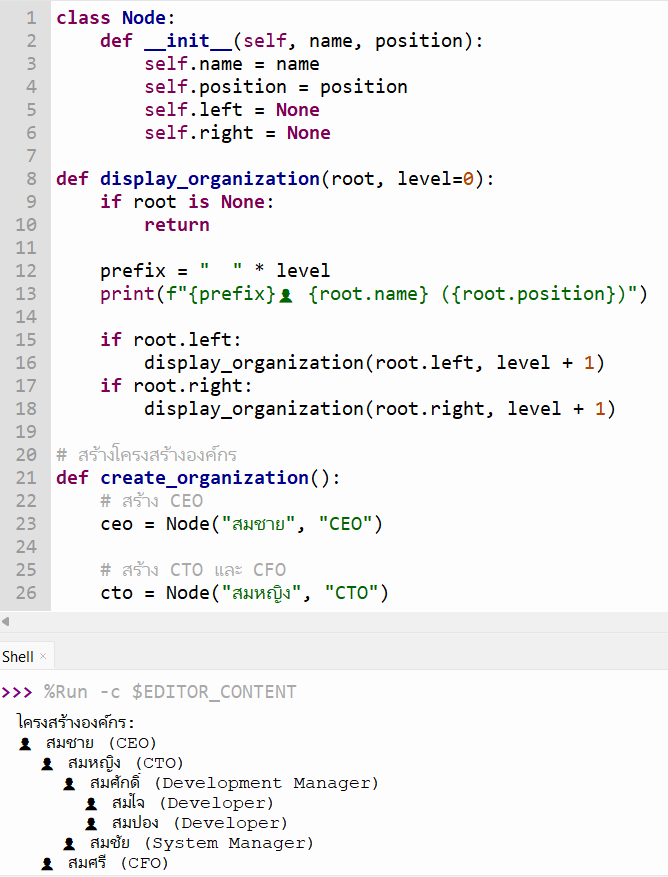 1 class Node:
2     def __init__(self, name, position):
3         self.name = name
4         self.position = position
5         self.left = None
6         self.right = None
7
8 def display_organization(root, level=0):
9     if root is None:
10         return
11
12     prefix = "  " * level
13     print(f"{prefix}👤 {root.name} ({root.position})")
14
15     if root.left:
16         display_organization(root.left, level + 1)
17     if root.right:
18         display_organization(root.right, level + 1)
19
20 # สร้างโครงสร้างองค์กร
21 def create_organization():
22     # สร้าง CEO
23     ceo = Node("สมชาย", "CEO")
24
25     # สร้าง CTO และ CFO
26     cto = Node("สมหญิง", "CTO")
Shell ×
>>> %Run -c $EDITOR_CONTENT
โครงสร้างองค์กร:
👤 สมชาย (CEO)
  👤 สมหญิง (CTO)
    👤 สมศักดิ์ (Development Manager)
      👤 สมใจ (Developer)
      👤 สมปอง (Developer)
    👤 สมชัย (System Manager)
  👤 สมศรี (CFO)